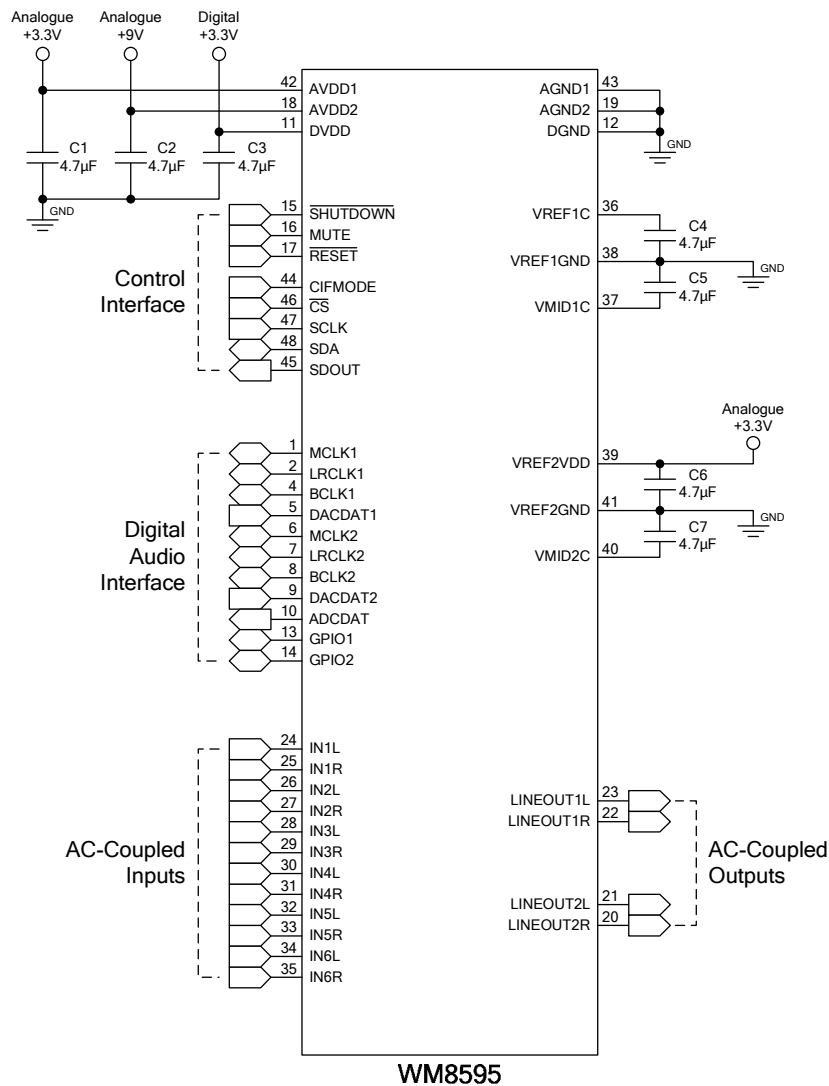 Analogue
+3.3V
Analogue
+9V
Digital
+3.3V
42 AVDD1
18 AVDD2
11 DVDD
C1
4.7µF
C2
4.7µF
C3
4.7µF
GND
AGND1 43
AGND2 19
DGND 12
GND
Control
Interface
15 SHUTDOWN
16 MUTE
17 RESET
44 CIFMODE
46 CS
47 SCLK
48 SDA
45 SDOUT
VREF1C 36
C4
4.7µF
VREF1GND 38
GND
C5
4.7µF
VMID1C 37
Analogue
+3.3V
VREF2VDD 39
C6
4.7µF
VREF2GND 41
GND
C7
4.7µF
VMID2C 40
Digital
Audio
Interface
1 MCLK1
2 LRCLK1
4 BCLK1
5 DACDAT1
6 MCLK2
7 LRCLK2
8 BCLK2
9 DACDAT2
10 ADCDAT
13 GPIO1
14 GPIO2
AC-Coupled
Inputs
24 IN1L
25 IN1R
26 IN2L
27 IN2R
28 IN3L
29 IN3R
30 IN4L
31 IN4R
32 IN5L
33 IN5R
34 IN6L
35 IN6R
LINEOUT1L 23
LINEOUT1R 22
LINEOUT2L 21
LINEOUT2R 20
AC-Coupled
Outputs
WM8595